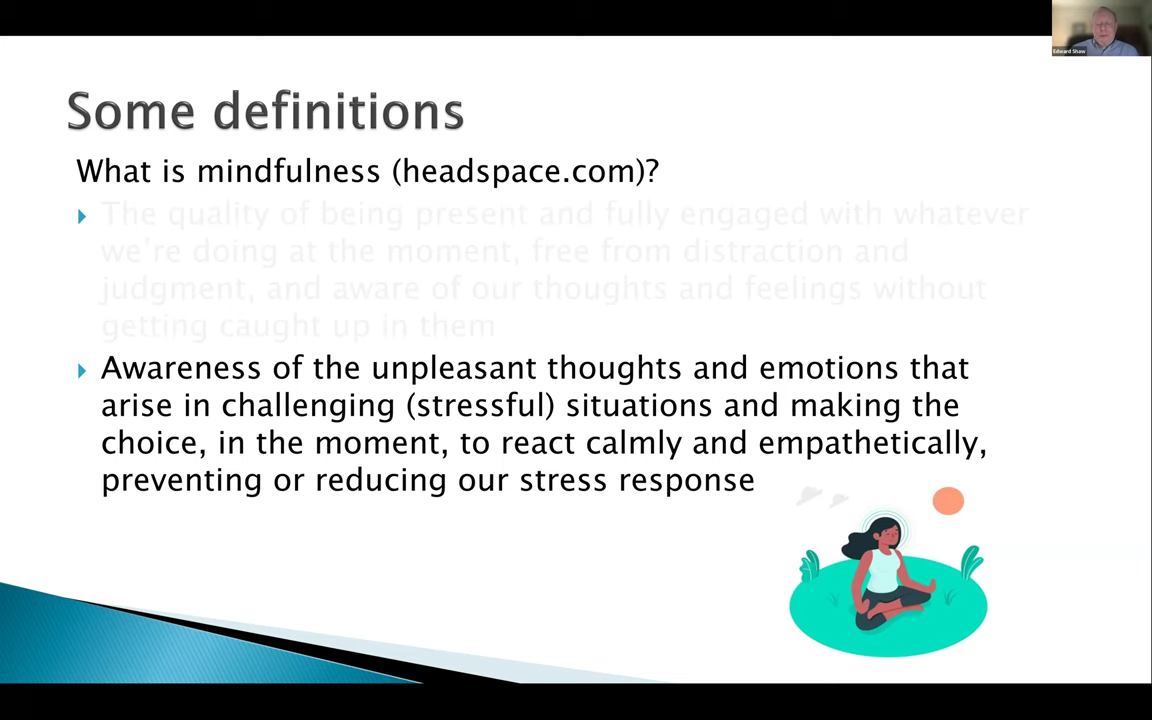 Edward Shaw
Some definitions
What is mindfulness (headspace.com)?
The quality of being present and fully engaged with whatever
we're doing at the moment, free from distraction and
judgment, and aware of our thoughts and feelings without
getting caught up in them
Awareness of the unpleasant thoughts and emotions that
arise in challenging (stressful) situations and making the
choice, in the moment, to react calmly and empathetically,
preventing or reducing our stress response